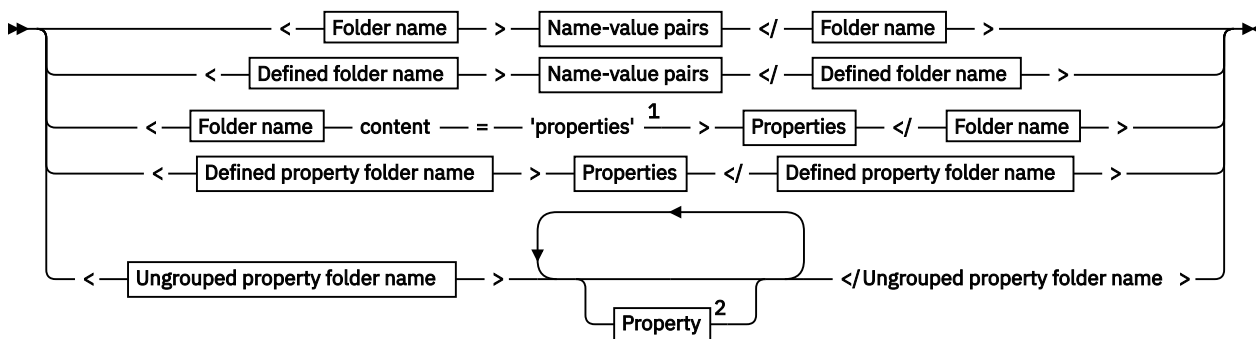 < Folder name > Name-value pairs </ Folder name >
< Defined folder name > Name-value pairs </ Defined folder name >
< Folder name content = 'properties' 1 > Properties </ Folder name >
< Defined property folder name > Properties </ Defined property folder name >
< Ungrouped property folder name > </ Ungrouped property folder name >
Property 2